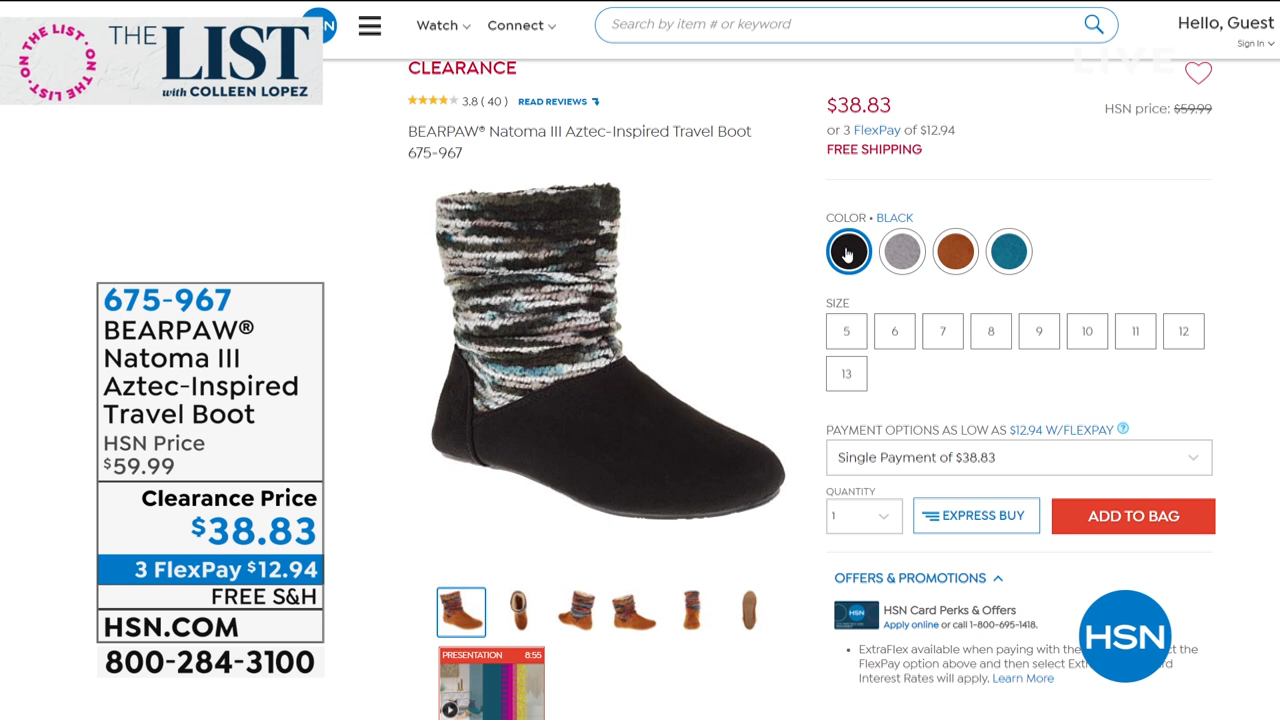 ON THE LIST • ON THE LIST •
THE LIST
with COLLEEN LOPEZ
Watch
Connect
Search by item # or keyword
Hello, Guest
Sign In
LIVE
CLEARANCE
3.8 ( 40 ) READ REVIEWS
BEARPAW® Natoma III Aztec-Inspired Travel Boot
675-967
$38.83
HSN price: $59.99
or 3 FlexPay of $12.94
FREE SHIPPING
COLOR • BLACK
SIZE
5 6 7 8 9 10 11 12
13
PAYMENT OPTIONS AS LOW AS $12.94 W/FLEXPAY ?
Single Payment of $38.83
QUANTITY
1
EXPRESS BUY
ADD TO BAG
OFFERS & PROMOTIONS
HSN
HSN Card Perks & Offers
Apply online or call 1-800-695-1418.
• ExtraFlex available when paying with the
the
FlexPay option above and then select
Interest Rates will apply. Learn More
HSN
PRESENTATION 8:55
675-967
BEARPAW®
Natoma III
Aztec-Inspired
Travel Boot
HSN Price
$59.99
Clearance Price
$38.83
3 FlexPay $12.94
FREE S&H
HSN.COM
800-284-3100